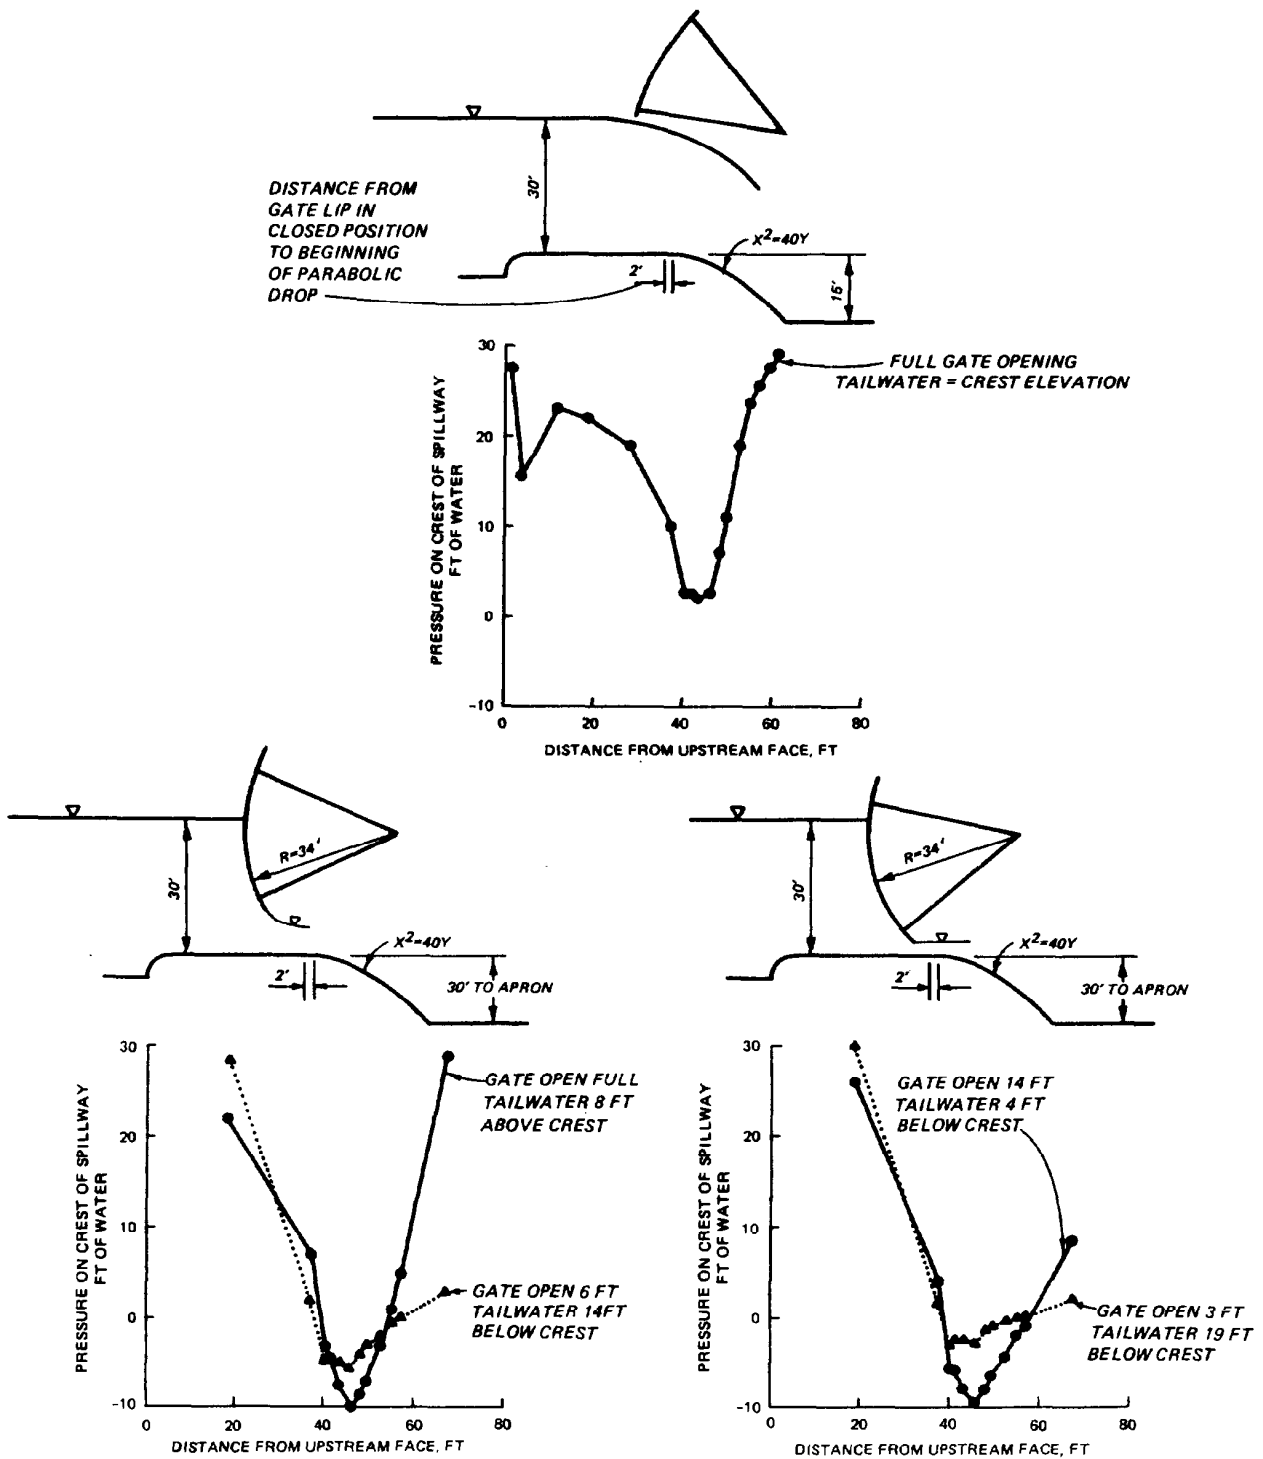 DISTANCE FROM
GATE LIP IN
CLOSED POSITION
TO BEGINNING
OF PARABOLIC
DROP
30'
2'
X²=40Y
15'
30
20
10
0
-10
PRESSURE ON CREST OF SPILLWAY
FT OF WATER
FULL GATE OPENING
TAILWATER = CREST ELEVATION
0 20 40 60 80
DISTANCE FROM UPSTREAM FACE, FT
R=34'
30'
X²=40Y
2'
30' TO APRON
30
20
10
0
-10
PRESSURE ON CREST OF SPILLWAY
FT OF WATER
GATE OPEN FULL
TAILWATER 8 FT
ABOVE CREST
GATE OPEN 6 FT
TAILWATER 14FT
BELOW CREST
0 20 40 60 80
DISTANCE FROM UPSTREAM FACE, FT
R=34'
30'
X²=40Y
2'
30' TO APRON
30
20
10
0
-10
PRESSURE ON CREST OF SPILLWAY
FT OF WATER
GATE OPEN 14 FT
TAILWATER 4 FT
BELOW CREST
GATE OPEN 3 FT
TAILWATER 19 FT
BELOW CREST
0 20 40 60 80
DISTANCE FROM UPSTREAM FACE, FT